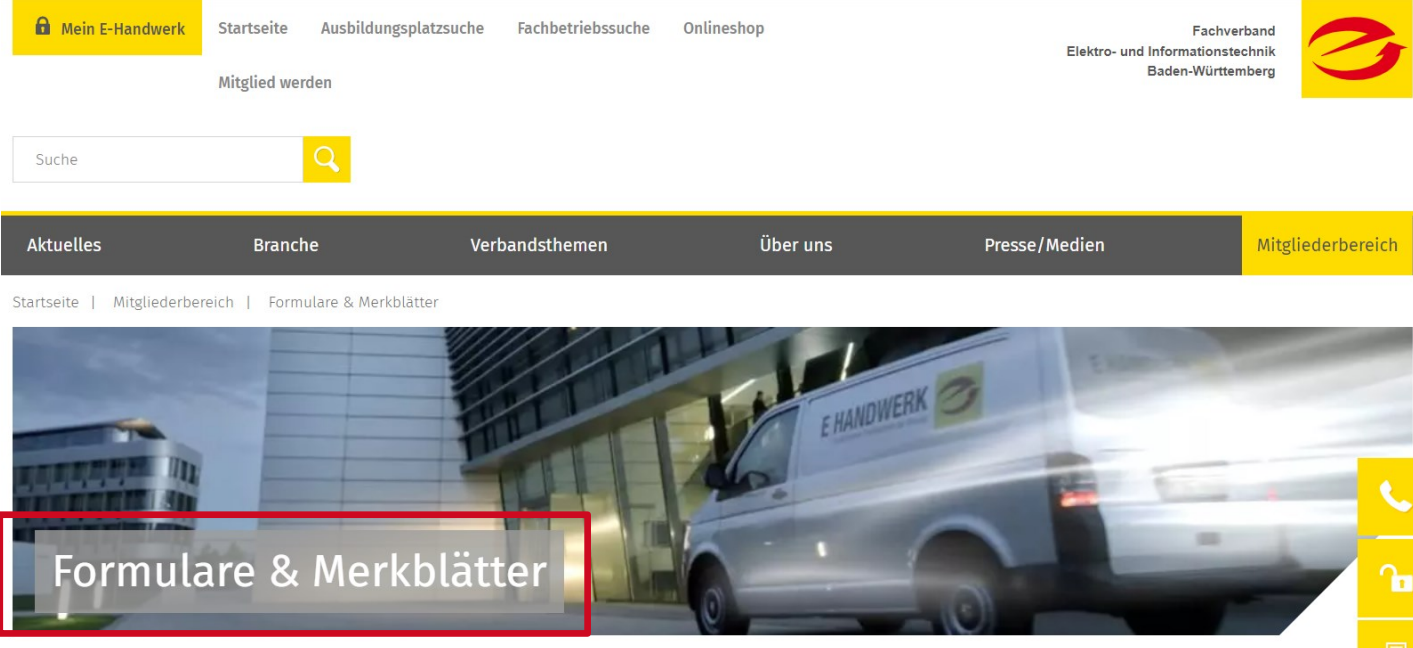 Mein E-Handwerk Startseite Ausbildungsplatzsuche Fachbetriebssuche Onlineshop
Mitglied werden
Fachverband
Elektro- und Informationstechnik
Baden-Württemberg
Suche
Aktuelles Branche Verbandsthemen Über uns Presse/Medien Mitgliederbereich
Startseite | Mitgliederbereich | Formulare & Merkblätter
E HANDWERK
Formulare & Merkblätter